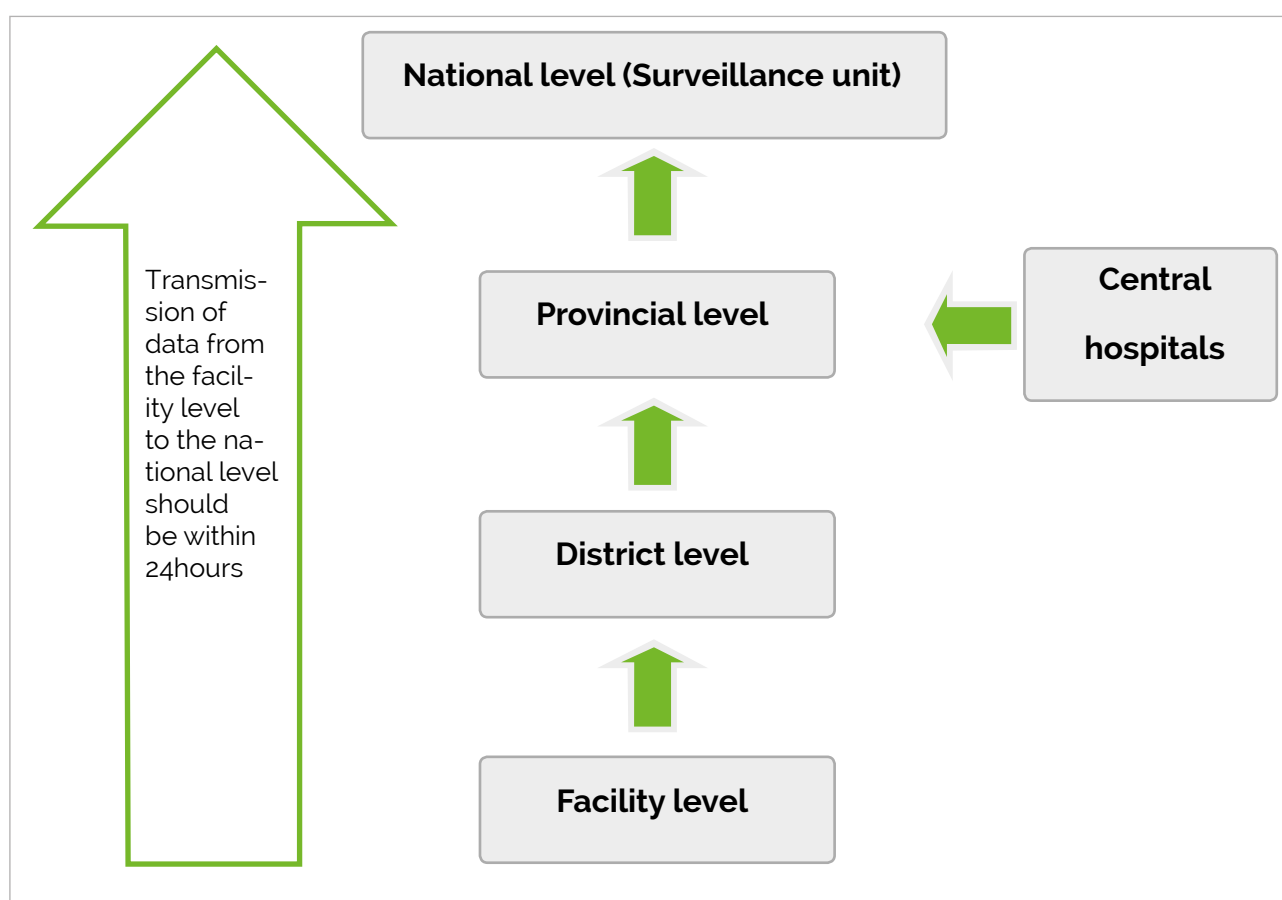 National level (Surveillance unit)
Transmis-
sion of
data from
the facil-
ity level
to the na-
tional level
should
be within
24hours
Provincial level
Central
hospitals
District level
Facility level